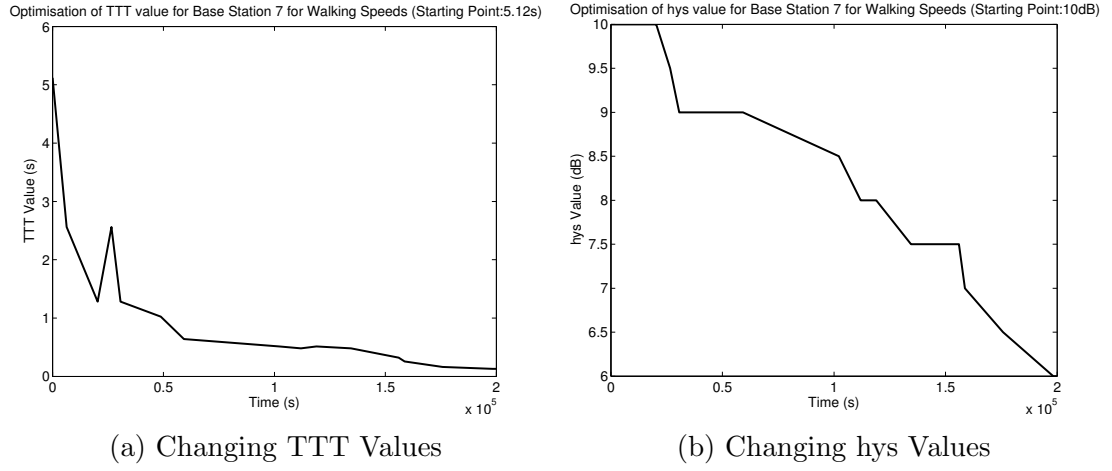 Optimisation of TTT value for Base Station 7 for Walking Speeds (Starting Point:5.12s)
6
5
4
3
2
1
0
TTT Value (s)
0
0.5
1
1.5
2
x 10^5
Time (s)
(a) Changing TTT Values
Optimisation of hys value for Base Station 7 for Walking Speeds (Starting Point:10dB)
10
9.5
9
8.5
8
7.5
7
6.5
6
hys Value (dB)
0
0.5
1
1.5
2
x 10^5
Time (s)
(b) Changing hys Values